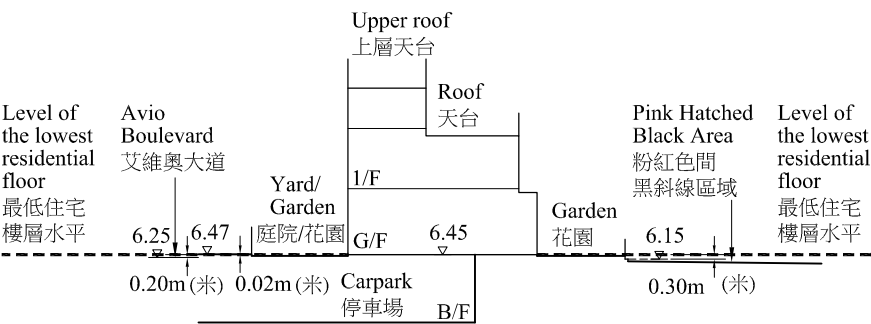 Upper roof
上層天台
Roof
天台
Level of
the lowest
residential
floor
最低住宅
樓層水平
Avio
Boulevard
艾維奧大道
Yard/
Garden
庭院/花園
1/F
G/F
Garden
花園
Pink Hatched
Black Area
粉紅色間
黑斜線區域
Level of
the lowest
residential
floor
最低住宅
樓層水平
6.25
6.47
6.45
6.15
0.20m (米)
0.02m (米)
Carpark
停車場
B/F
0.30m (米)